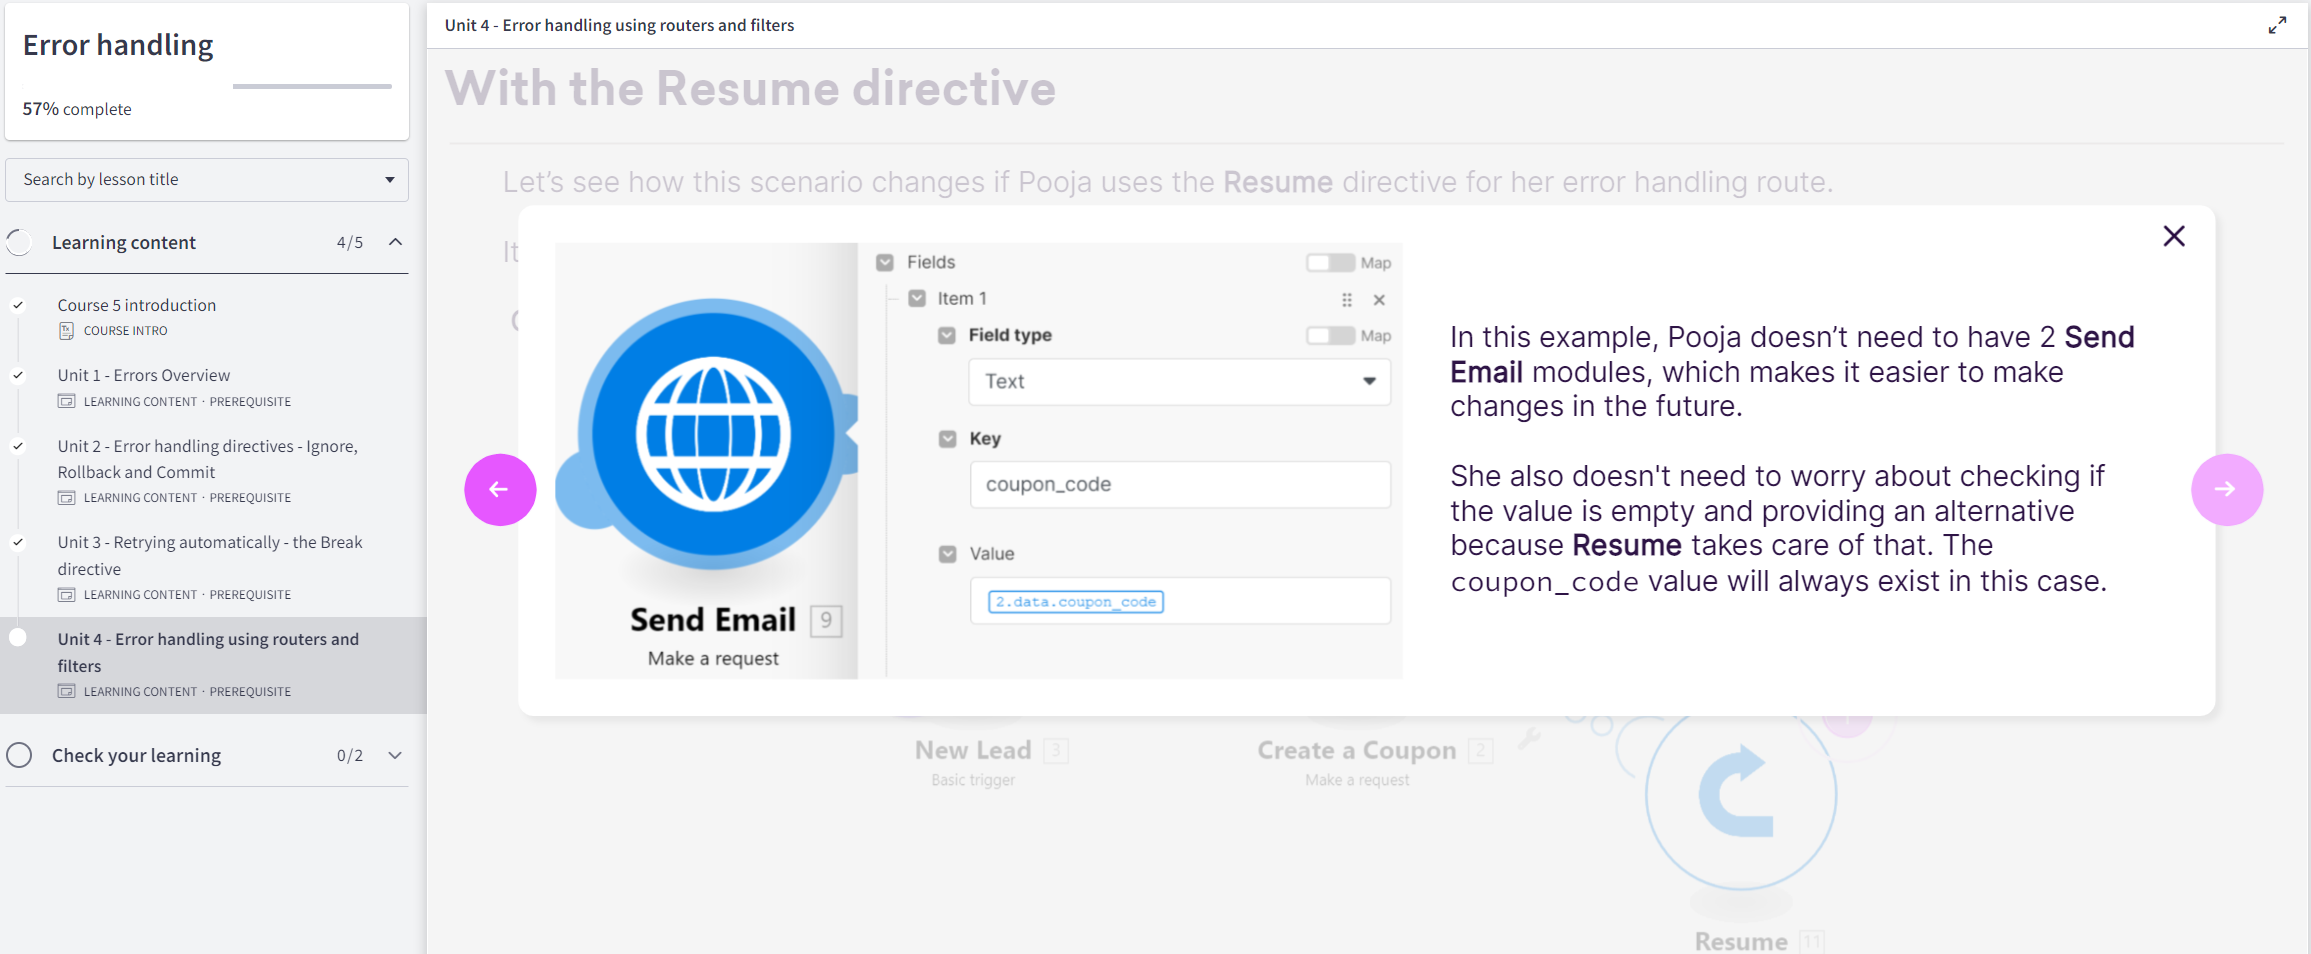 Error handling
57% complete
Search by lesson title
Learning content 4/5
Course 5 introduction
COURSE INTRO
Unit 1 - Errors Overview
LEARNING CONTENT · PREREQUISITE
Unit 2 - Error handling directives - Ignore,
Rollback and Commit
LEARNING CONTENT · PREREQUISITE
Unit 3 - Retrying automatically - the Break
directive
LEARNING CONTENT · PREREQUISITE
Unit 4 - Error handling using routers and
filters
LEARNING CONTENT · PREREQUISITE
Check your learning 0/2
Unit 4 - Error handling using routers and filters
With the Resume directive
Let's see how this scenario changes if Pooja uses the Resume directive for her error handling route.
It
Fields Map
Item 1
Field type Map
Text
Key
coupon_code
Value
2.data.coupon_code
Send Email 9
Make a request
In this example, Pooja doesn't need to have 2 Send
Email modules, which makes it easier to make
changes in the future.
She also doesn't need to worry about checking if
the value is empty and providing an alternative
because Resume takes care of that. The
coupon_code value will always exist in this case.
New Lead 3
Basic trigger
Create a Coupon 2
Make a request
Resume 11